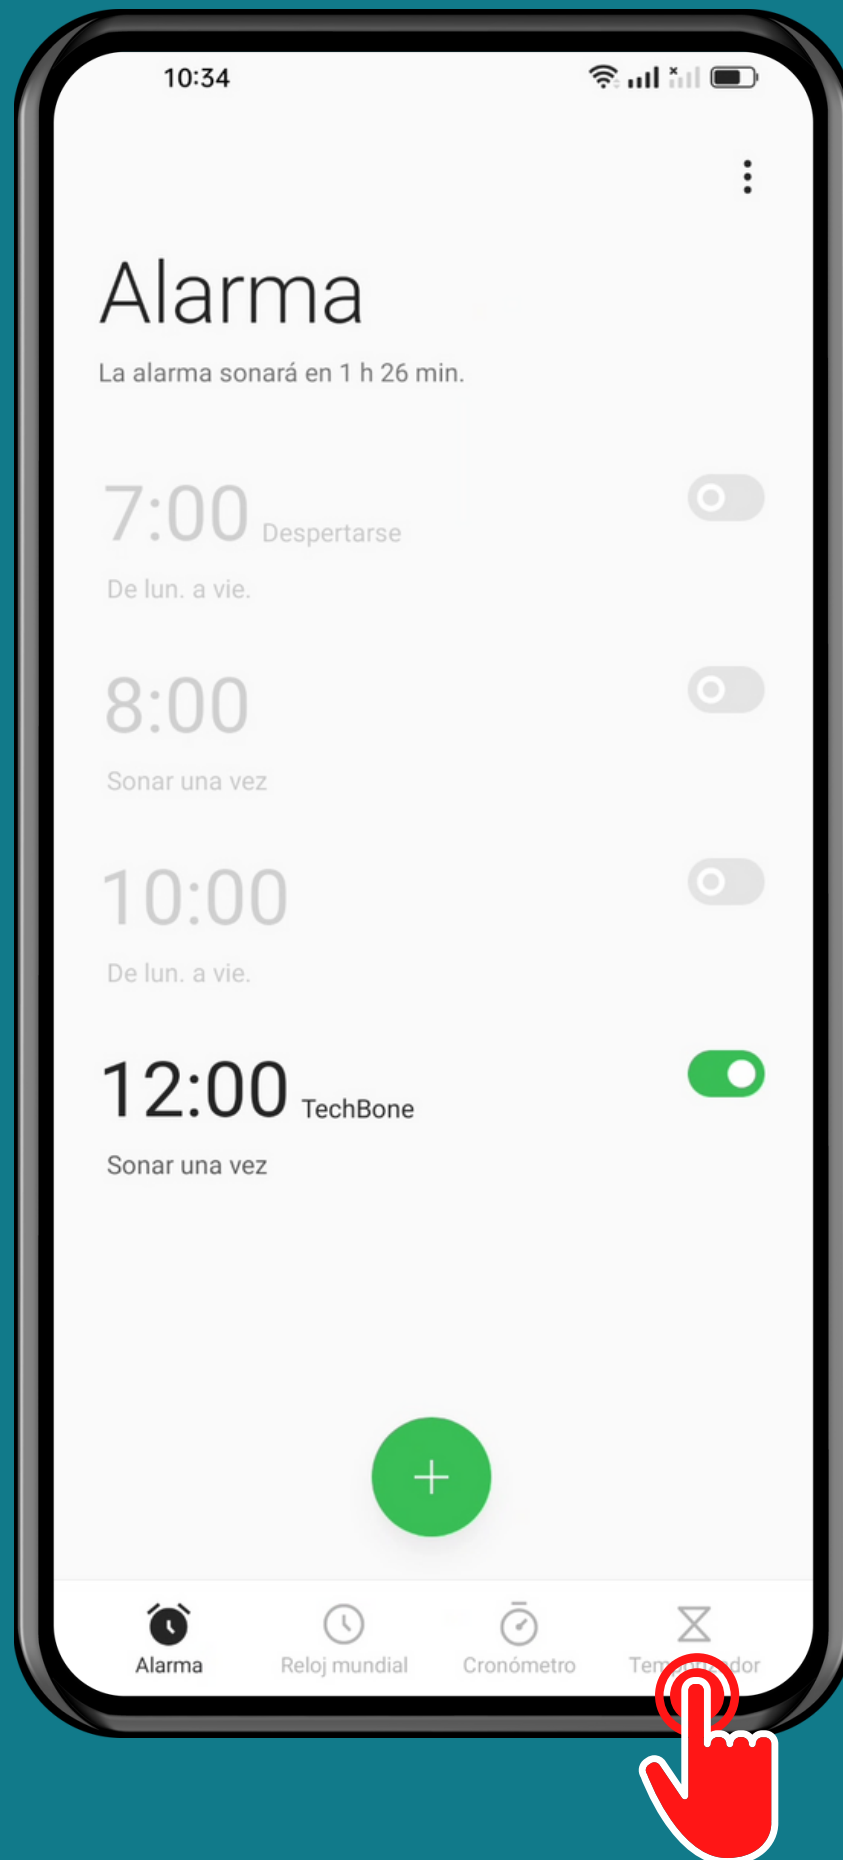 10:34
Alarma
La alarma sonará en 1 h 26 min.
7:00 Despertarse
De lun. a vie.
8:00
Sonar una vez
10:00
De lun. a vie.
12:00 TechBone
Sonar una vez
Alarma Reloj mundial Cronómetro Temporizador